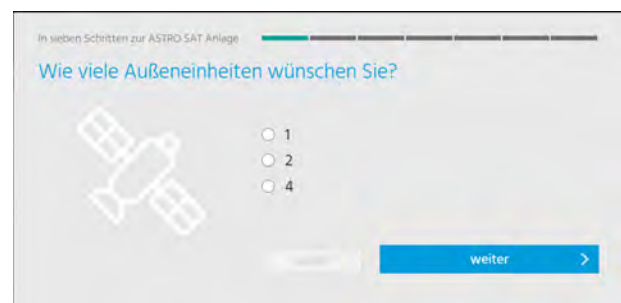 In sieben Schritten zur ASTRO SAT Anlage
Wie viele Außeneinheiten wünschen Sie?
1
2
4
weiter